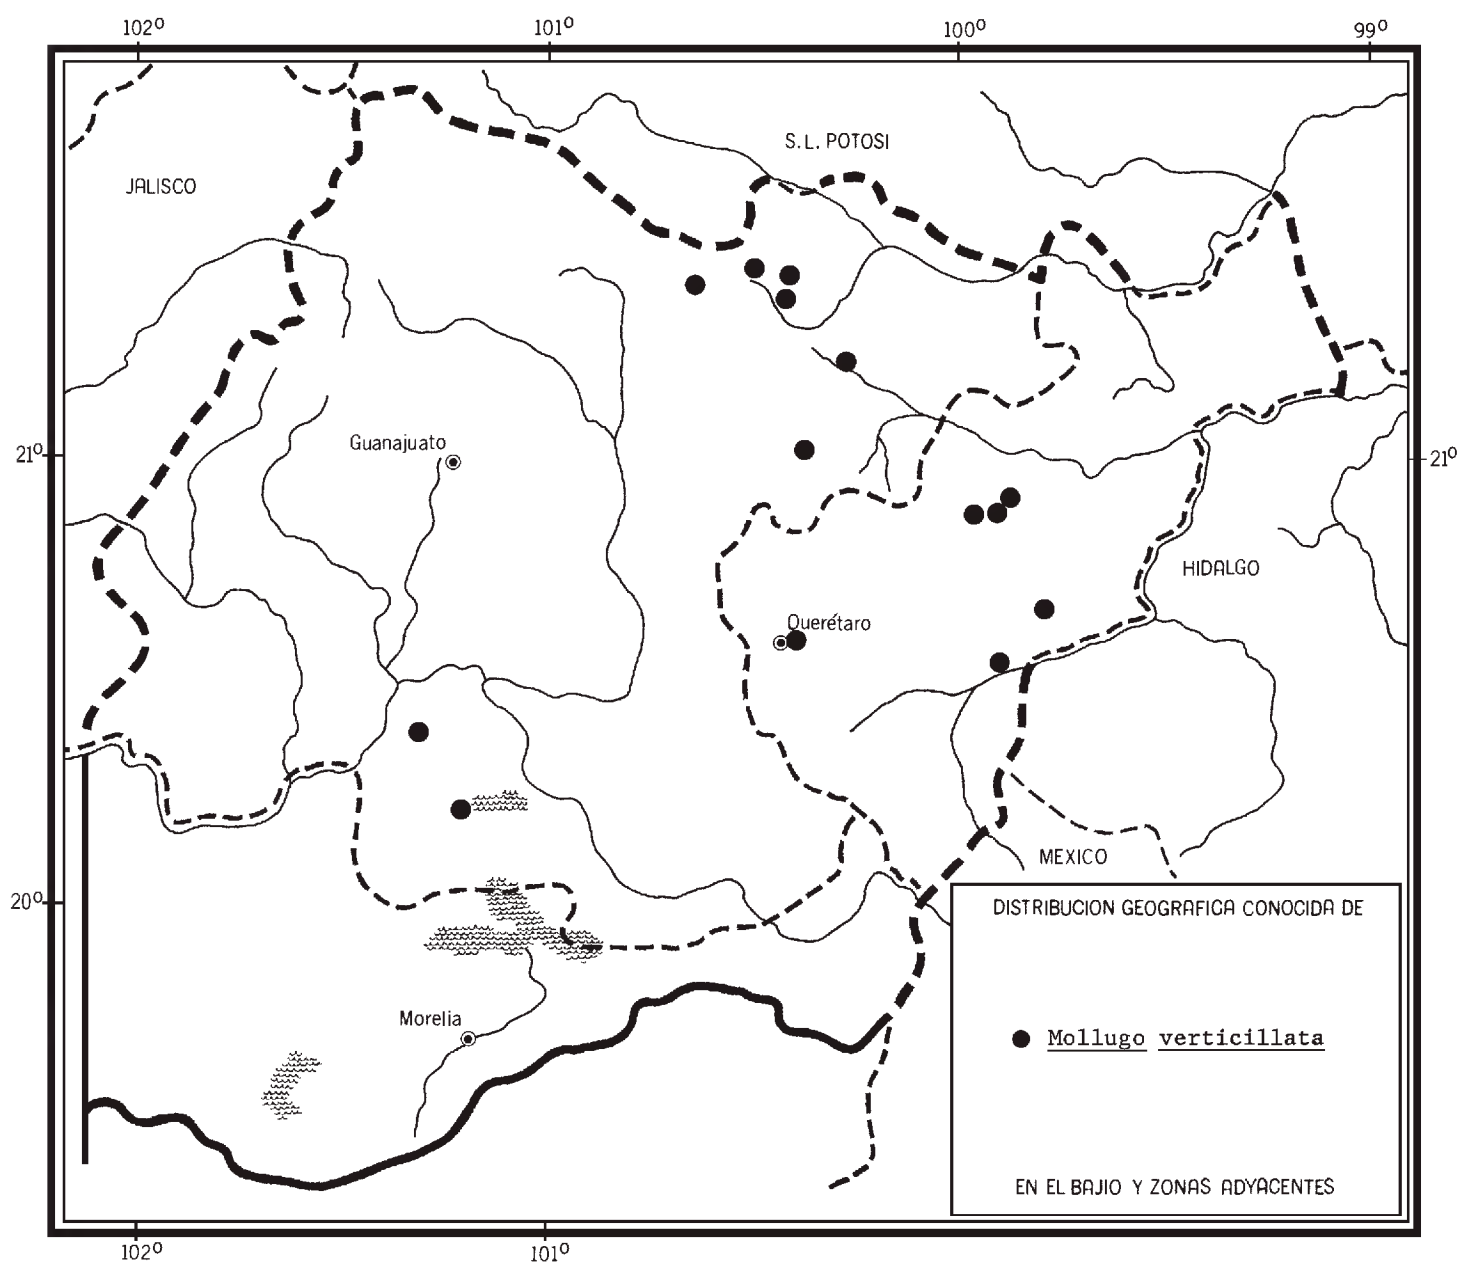 102º 101º 100º 99º
S.L. POTOSI
JALISCO
Guanajuato
21º 21º
HIDALGO
Querétaro
MEXICO
20º
DISTRIBUCION GEOGRAFICA CONOCIDA DE
Morelia
Mollugo verticillata
EN EL BAJIO Y ZONAS ADYACENTES
102º 101º